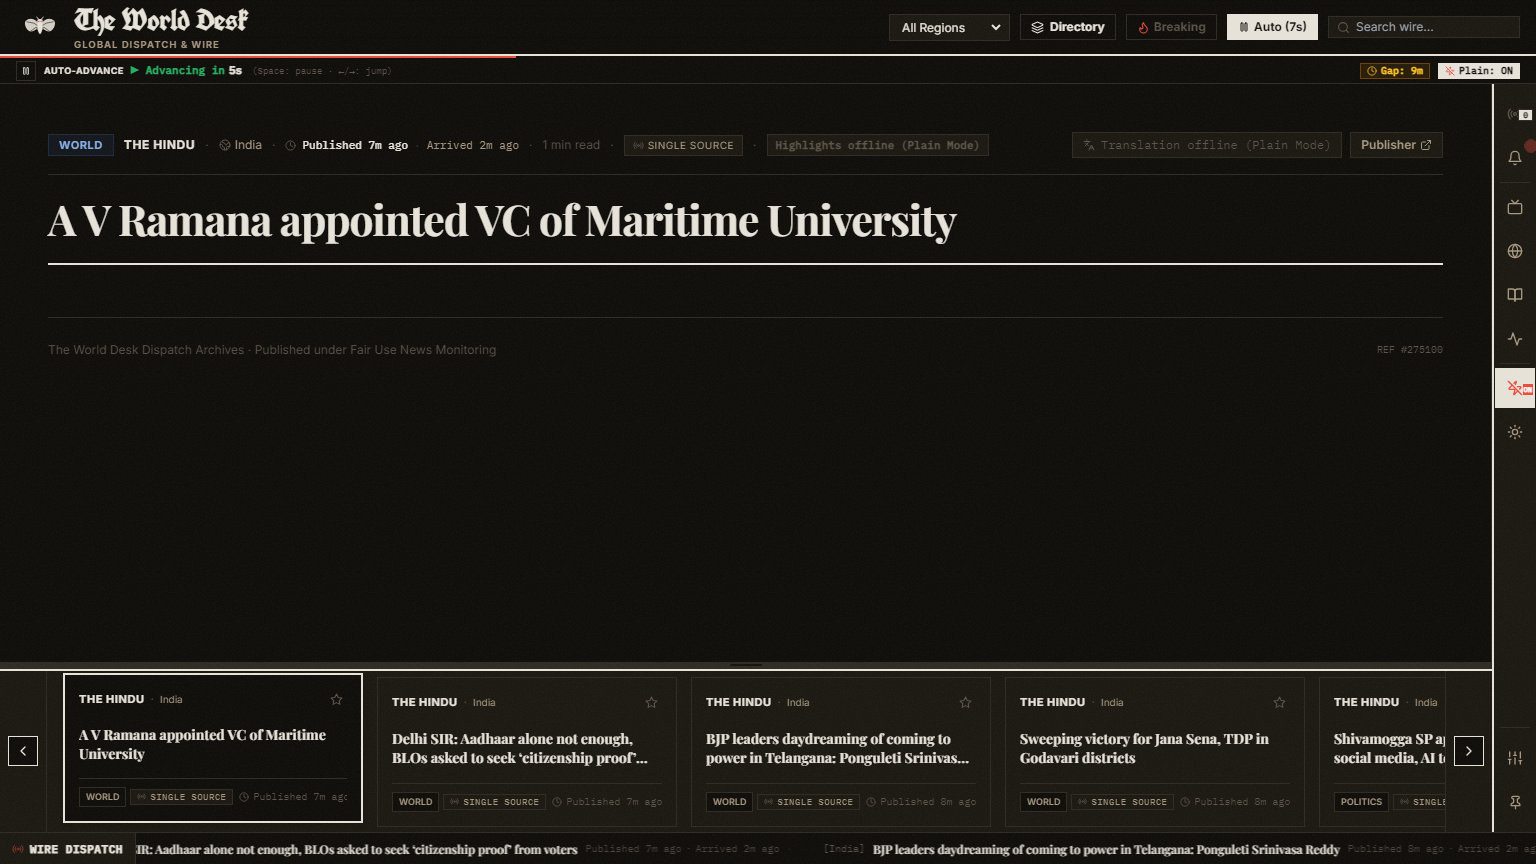 The World Desk
GLOBAL DISPATCH & WIRE
All Regions
Directory
Breaking
Auto (7s)
Search wire...
AUTO-ADVANCE ▶ Advancing in 5s (Space: pause · ←/→: jump)
Gap: 9m
Plain: ON
WORLD THE HINDU · India · Published 7m ago · Arrived 2m ago · 1 min read · SINGLE SOURCE · Highlights offline (Plain Mode)
Translation offline (Plain Mode)
Publisher
0
A V Ramana appointed VC of Maritime University
The World Desk Dispatch Archives · Published under Fair Use News Monitoring
REF #275100
THE HINDU · India
A V Ramana appointed VC of Maritime
University
WORLD SINGLE SOURCE Published 7m ago
THE HINDU · India
Delhi SIR: Aadhaar alone not enough,
BLOs asked to seek ‘citizenship proof’...
WORLD SINGLE SOURCE Published 7m ago
THE HINDU · India
BJP leaders daydreaming of coming to
power in Telangana: Ponguleti Srinivas...
WORLD SINGLE SOURCE Published 8m ago
THE HINDU · India
Sweeping victory for Jana Sena, TDP in
Godavari districts
WORLD SINGLE SOURCE Published 8m ago
THE HINDU · India
Shivamogga SP
social media, AI
POLITICS SINGLE
WIRE DISPATCH
IR: Aadhaar alone not enough, BLOs asked to seek ‘citizenship proof’ from voters Published 7m ago · Arrived 2m ago · [India] BJP leaders daydreaming of coming to power in Telangana: Ponguleti Srinivasa Reddy Published 8m ago · Arrived 2m ag